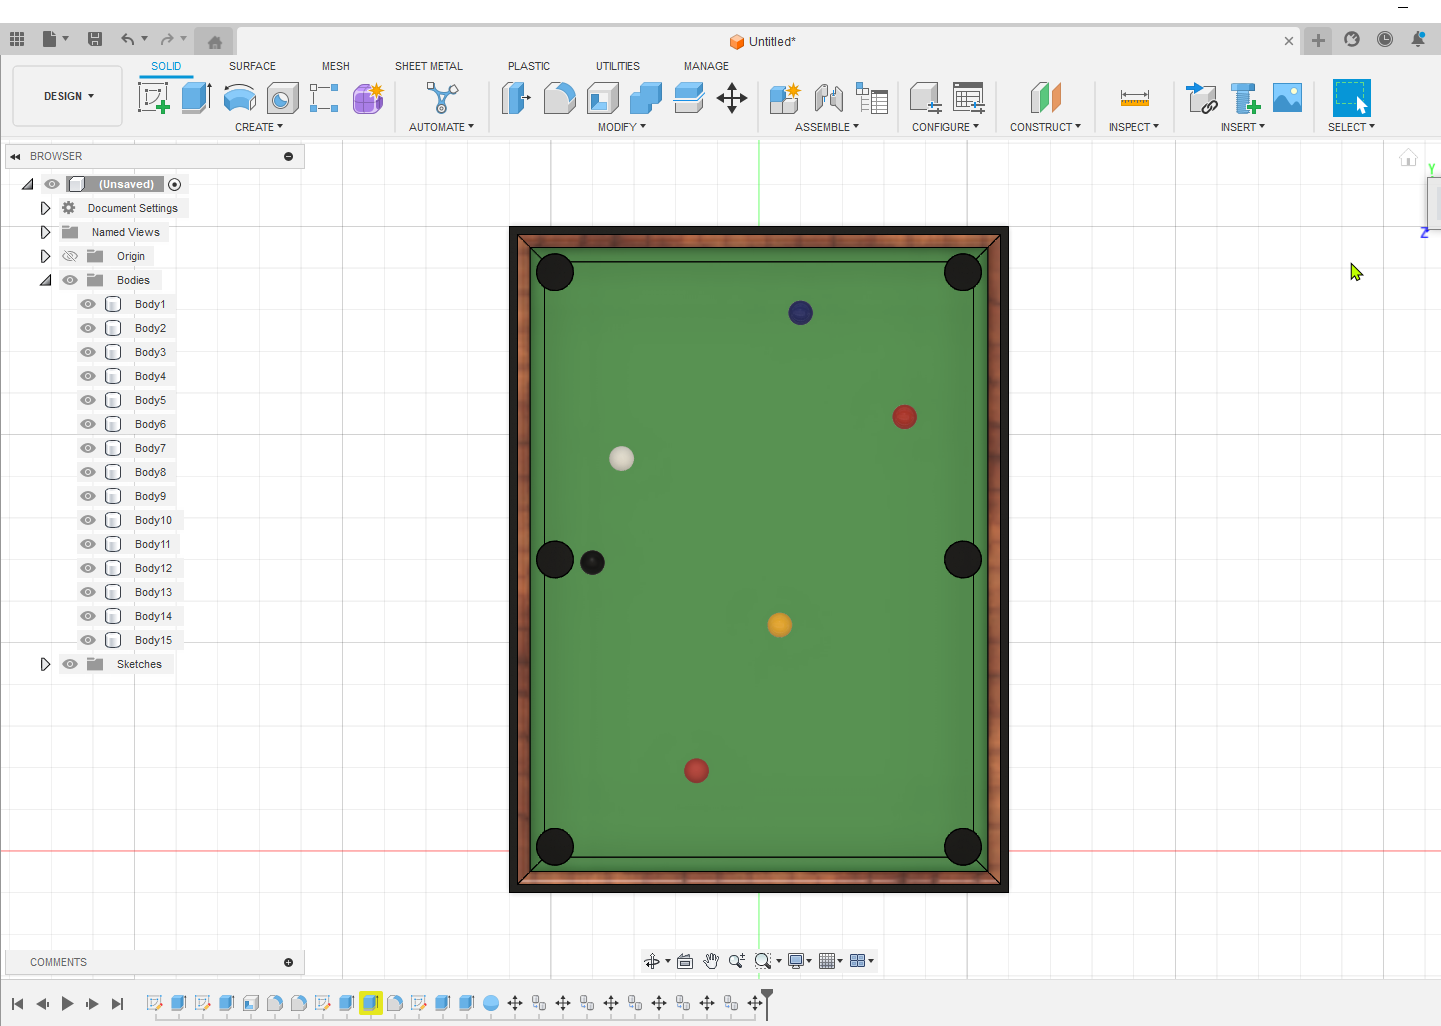 Untitled*
SOLID SURFACE MESH SHEET METAL PLASTIC UTILITIES MANAGE
DESIGN
CREATE AUTOMATE MODIFY ASSEMBLE CONFIGURE CONSTRUCT INSPECT INSERT SELECT
BROWSER
(Unsaved)
Document Settings
Named Views
Origin
Bodies
Body1
Body2
Body3
Body4
Body5
Body6
Body7
Body8
Body9
Body10
Body11
Body12
Body13
Body14
Body15
Sketches
Y
Z
COMMENTS